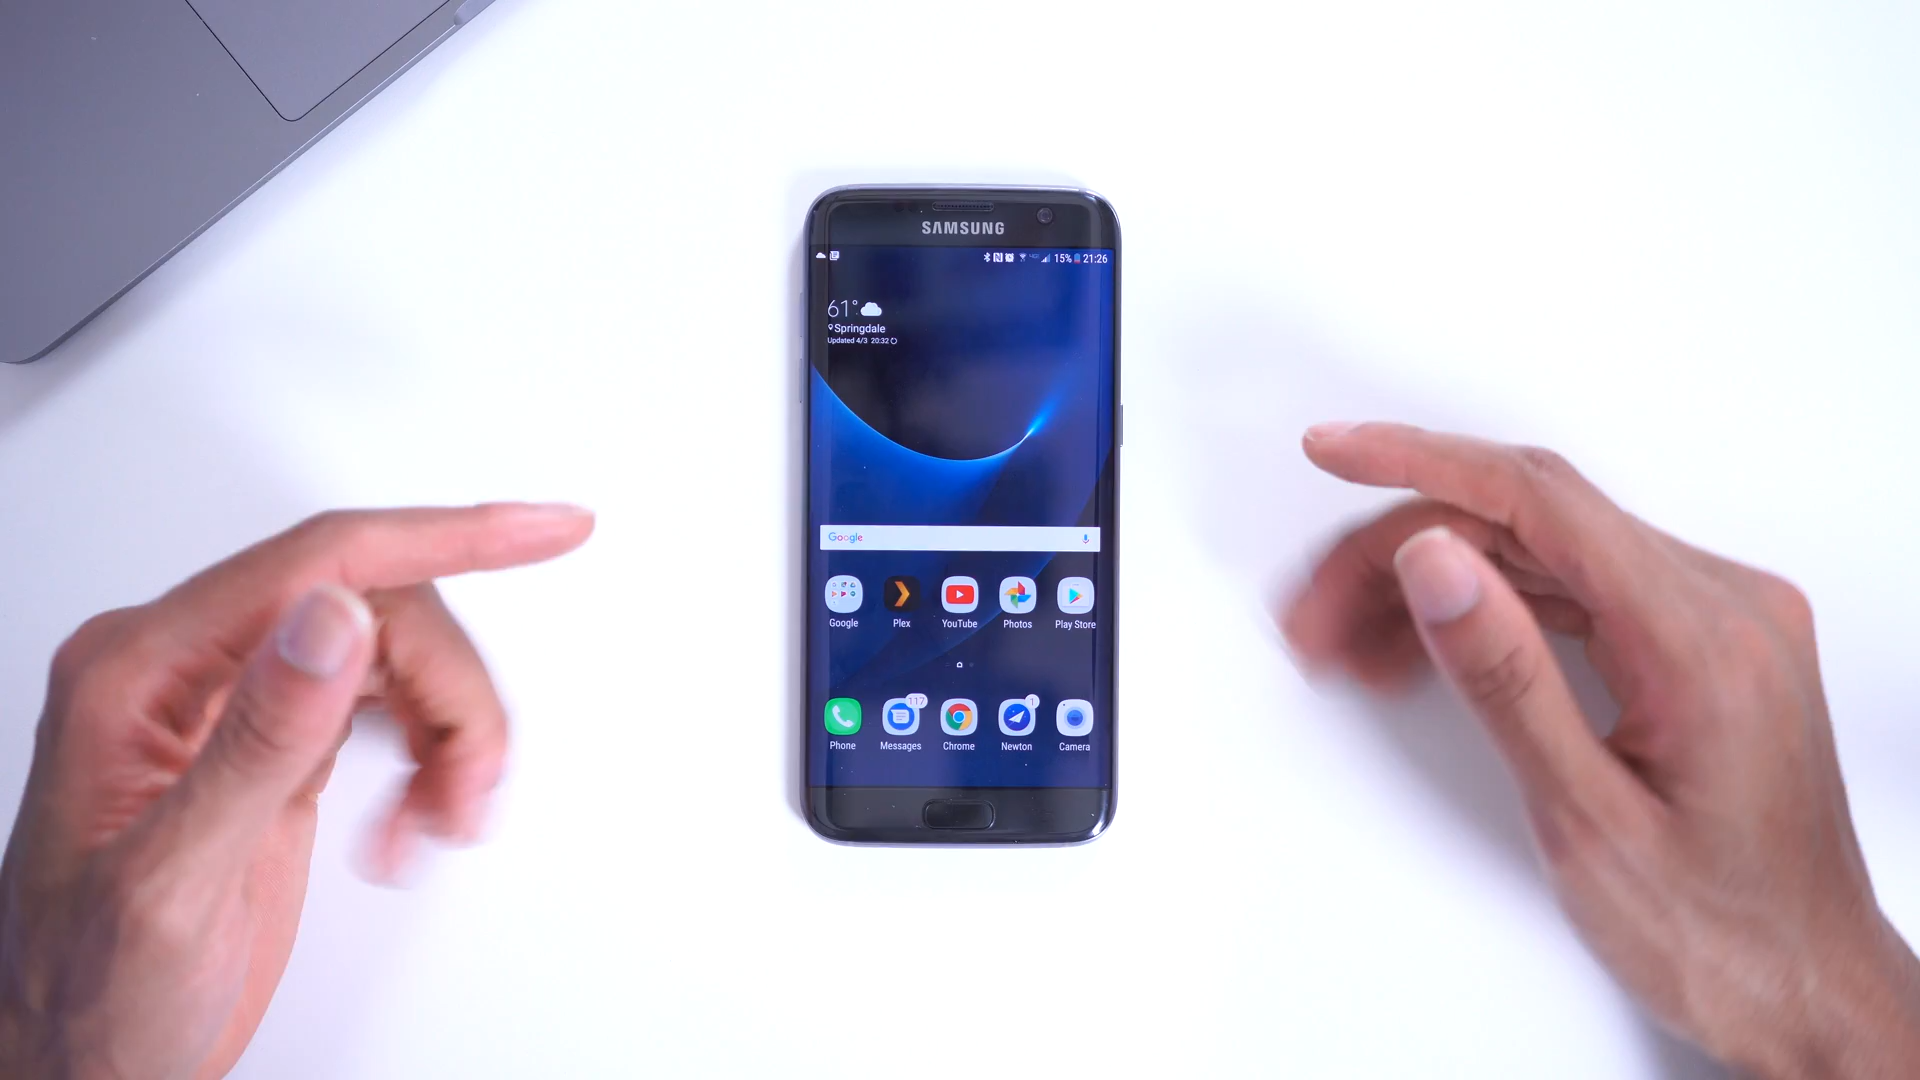 SAMSUNG
15% 21:26
61°
Springdale
Updated 4/3 20:32
Google
Google Plex YouTube Photos Play Store
117 1
Phone Messages Chrome Newton Camera